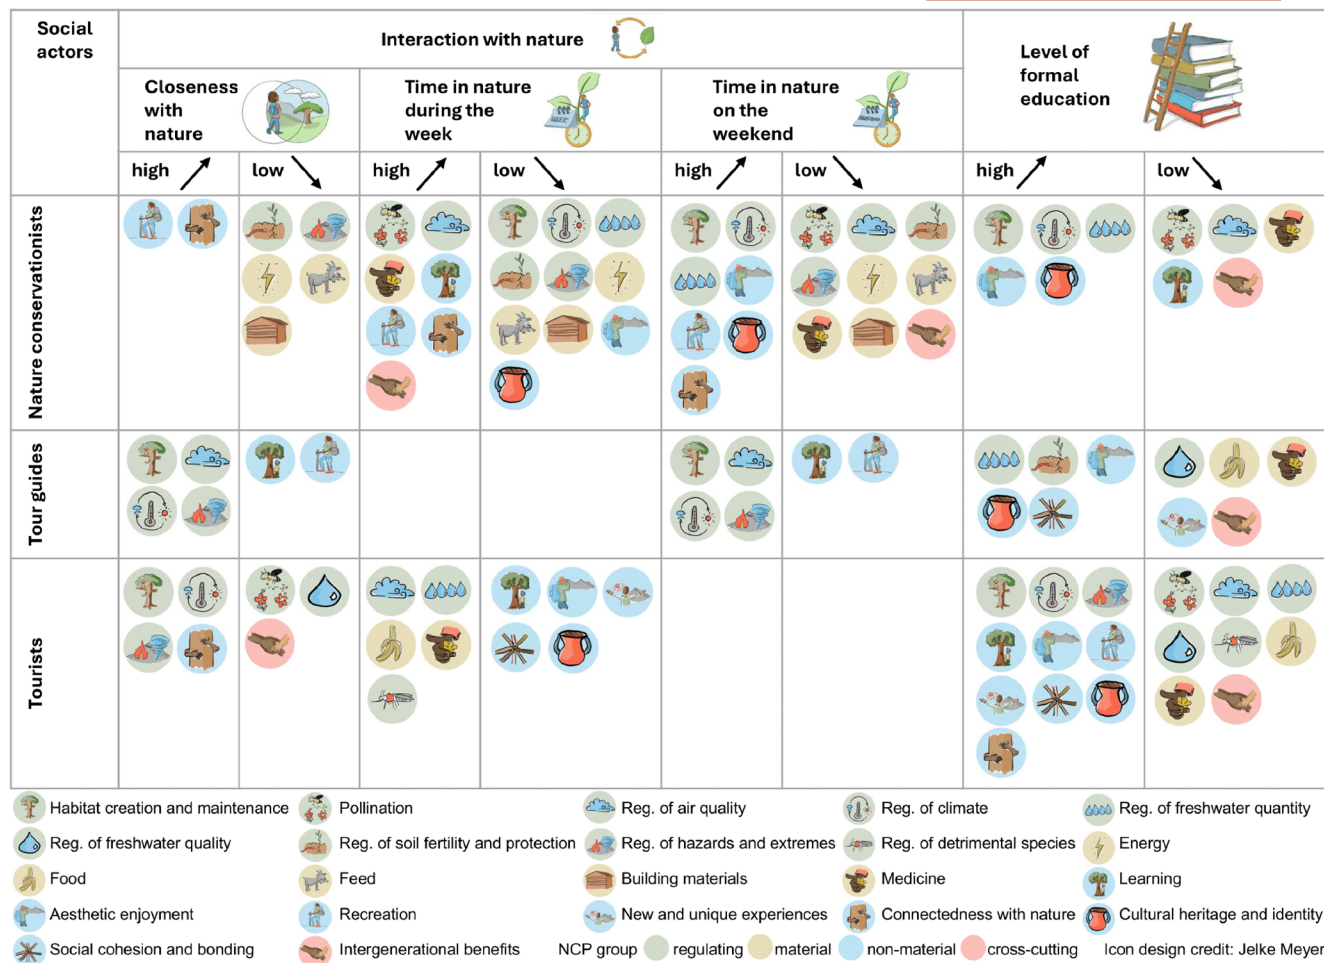 Social
actors
Interaction with nature
Level of
formal
education
Closeness
with
nature
Time in nature
during the
week
Time in nature
on the
weekend
high
low
high
low
high
low
high
low
Nature conservationists
Tour guides
Tourists
Habitat creation and maintenance
Pollination
Reg. of air quality
Reg. of climate
Reg. of freshwater quantity
Reg. of freshwater quality
Reg. of soil fertility and protection
Reg. of hazards and extremes
Reg. of detrimental species
Energy
Food
Feed
Building materials
Medicine
Learning
Aesthetic enjoyment
Recreation
New and unique experiences
Connectedness with nature
Cultural heritage and identity
Social cohesion and bonding
Intergenerational benefits
NCP group
regulating
material
non-material
cross-cutting
Icon design credit: Jelke Meyer